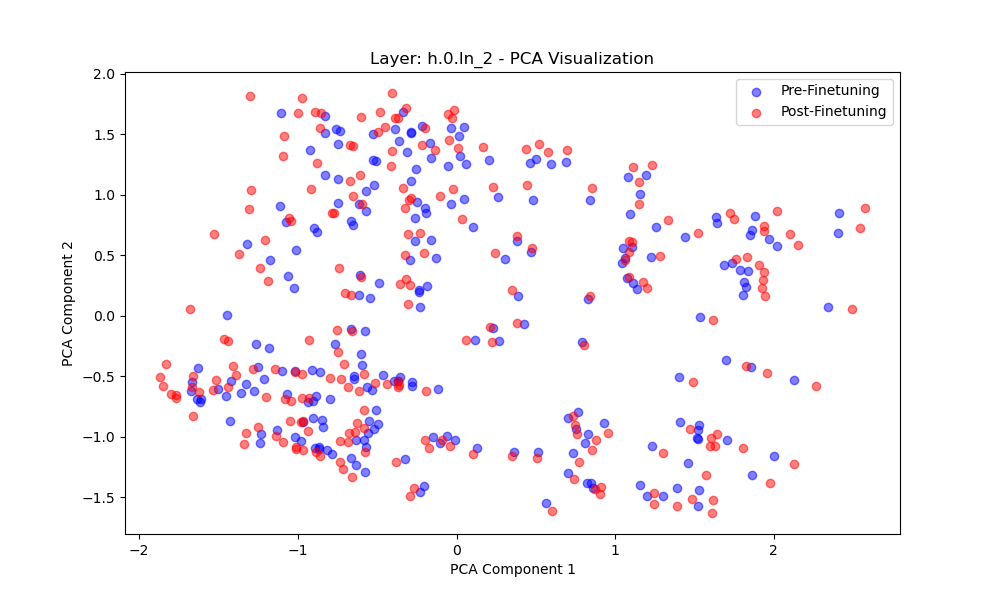 Layer: h.0.ln_2 - PCA Visualization
Pre-Finetuning
Post-Finetuning
2.0
1.5
1.0
0.5
0.0
−0.5
−1.0
−1.5
PCA Component 2
−2
−1
0
1
2
PCA Component 1